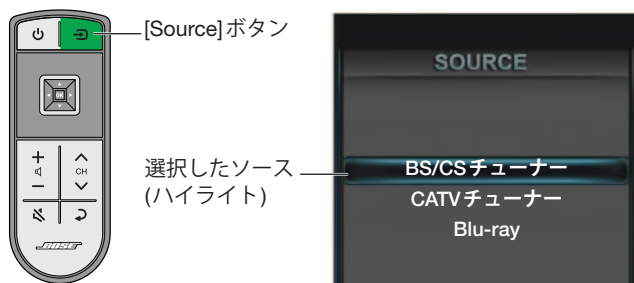 [Source]ボタン
OK
CH
BOSE
選択したソース
(ハイライト)
SOURCE
BS/CSチューナー
CATVチューナー
Blu-ray